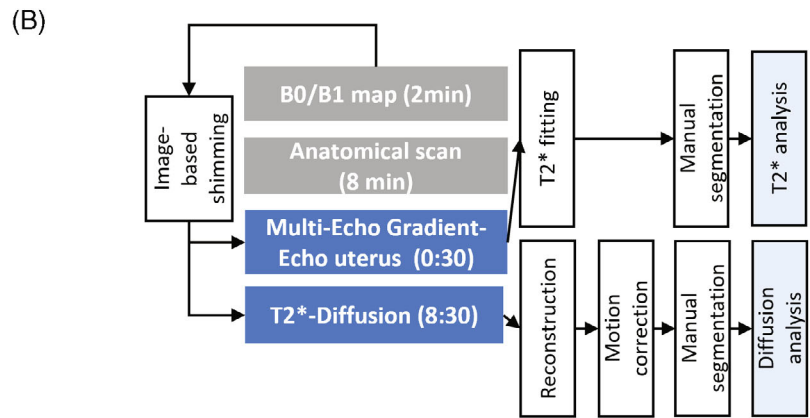 (B)
Image-
based
shimming
B0/B1 map (2min)
Anatomical scan
(8 min)
Multi-Echo Gradient-
Echo uterus (0:30)
T2*-Diffusion (8:30)
T2* fitting
Manual
segmentation
T2* analysis
Reconstruction
Motion
correction
Manual
segmentation
Diffusion
analysis